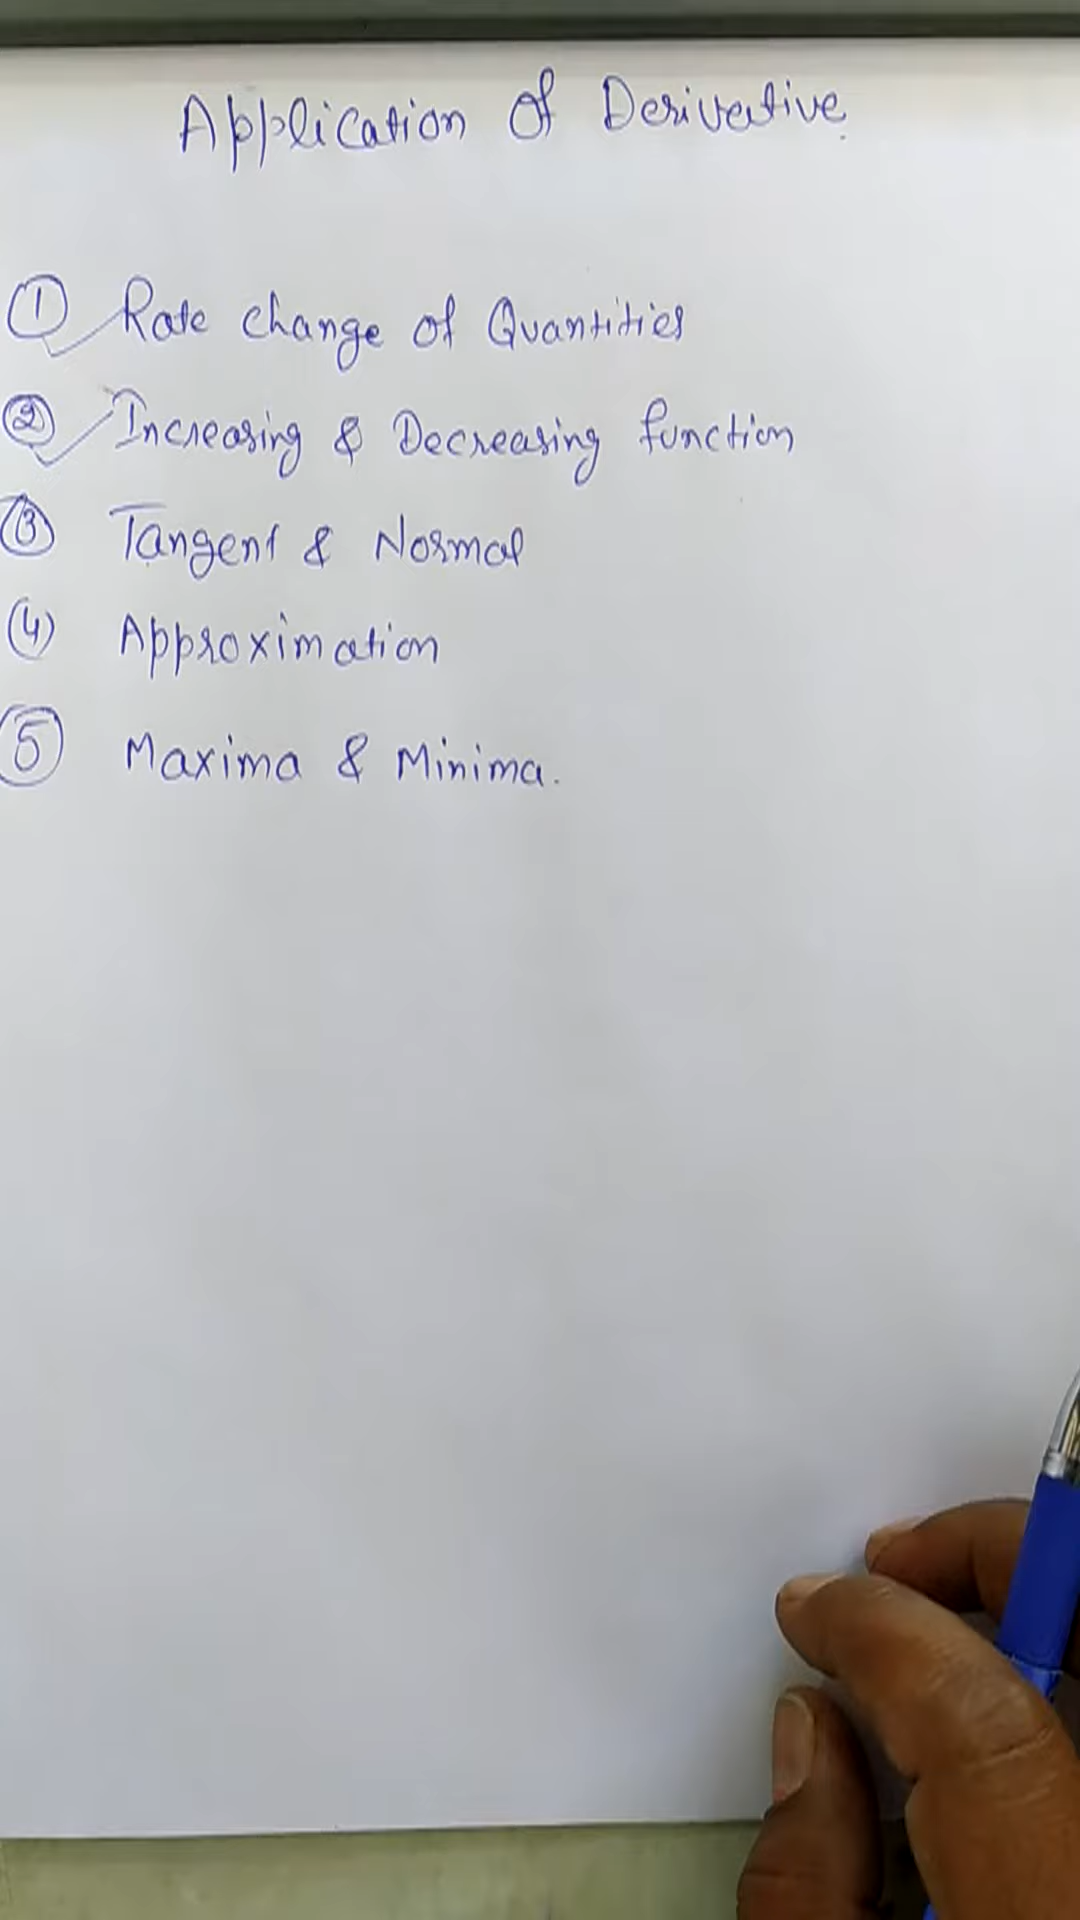 Application Of Derivative
① Rate change of Quantities
② Increasing & Decreasing function
③ Tangent & Normal
(4) Approximation
⑤ Maxima & Minima.